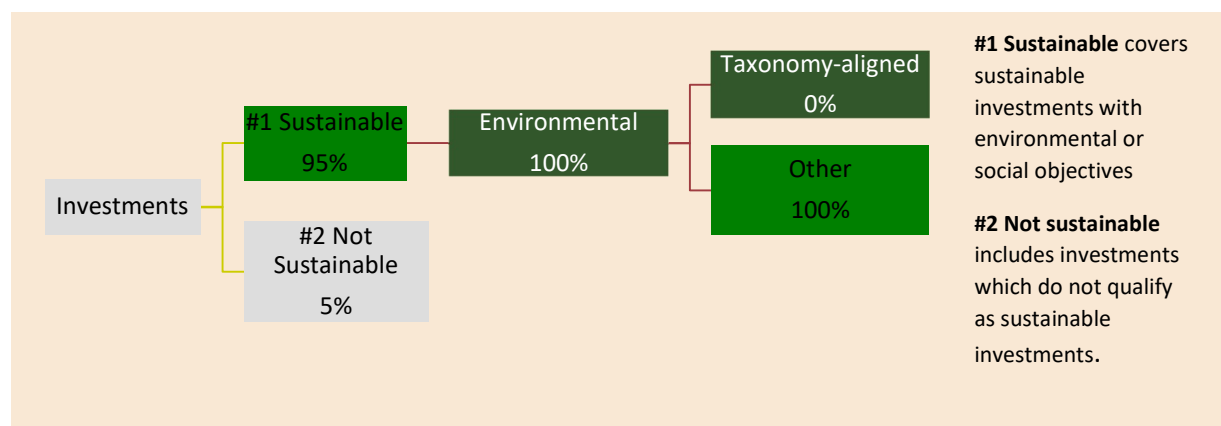 Investments
#1 Sustainable
95%
#2 Not
Sustainable
5%
Environmental
100%
Taxonomy-aligned
0%
Other
100%
#1 Sustainable covers
sustainable
investments with
environmental or
social objectives
#2 Not sustainable
includes investments
which do not qualify
as sustainable
investments.